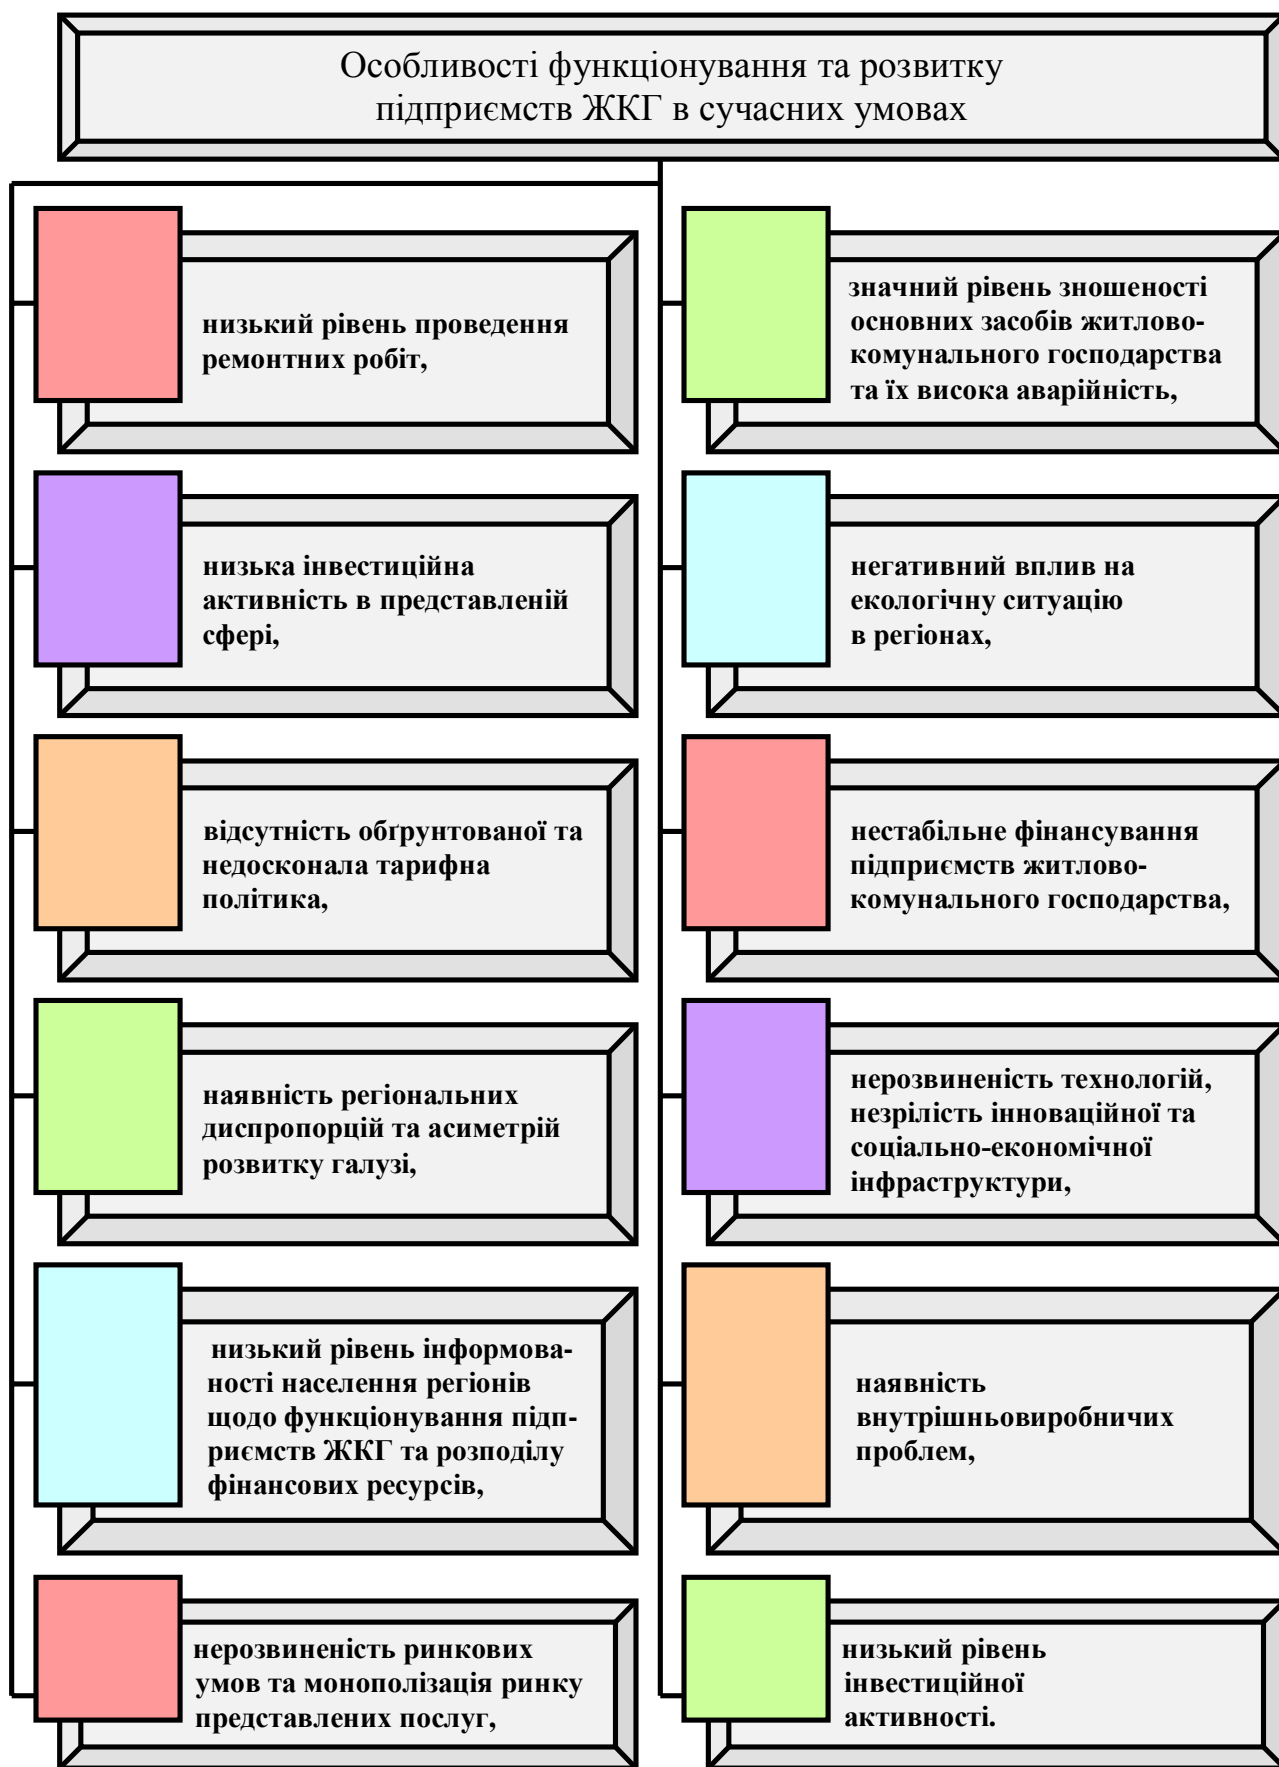 Особливості функціонування та розвитку
підприємств ЖКГ в сучасних умовах
низький рівень проведення
ремонтних робіт,
значний рівень зношеності
основних засобів житлово-
комунального господарства
та їх висока аварійність,
низька інвестиційна
активність в представленій
сфері,
негативний вплив на
екологічну ситуацію
в регіонах,
відсутність обґрунтованої та
недосконала тарифна
політика,
нестабільне фінансування
підприємств житлово-
комунального господарства,
наявність регіональних
диспропорцій та асиметрій
розвитку галузі,
нерозвиненість технологій,
незрілість інноваційної та
соціально-економічної
інфраструктури,
низький рівень інформова-
ності населення регіонів
щодо функціонування підп-
риємств ЖКГ та розподілу
фінансових ресурсів,
наявність
внутрішньовиробничих
проблем,
нерозвиненість ринкових
умов та монополізація ринку
представлених послуг,
низький рівень
інвестиційної
активності.